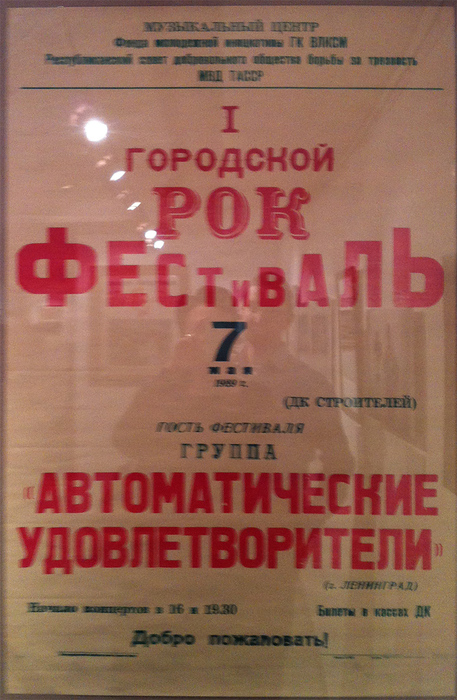 МУЗЫКАЛЬНЫЙ ЦЕНТР
Фонда молодежной инициативы ГК ВЛКСМ
Республиканский совет добровольного общества борьбы за трезвость
МВД ТАССР
I
ГОРОДСКОЙ
РОК
ФЕСТИВАЛЬ
7
мая
1989 г.
(ДК СТРОИТЕЛЕЙ)
ГОСТЬ ФЕСТИВАЛЯ
ГРУППА
«АВТОМАТИЧЕСКИЕ
УДОВЛЕТВОРИТЕЛИ»
(г. ЛЕНИНГРАД)
Начало концертов в 16 и 19.30
Билеты в кассах ДК
Добро пожаловать!